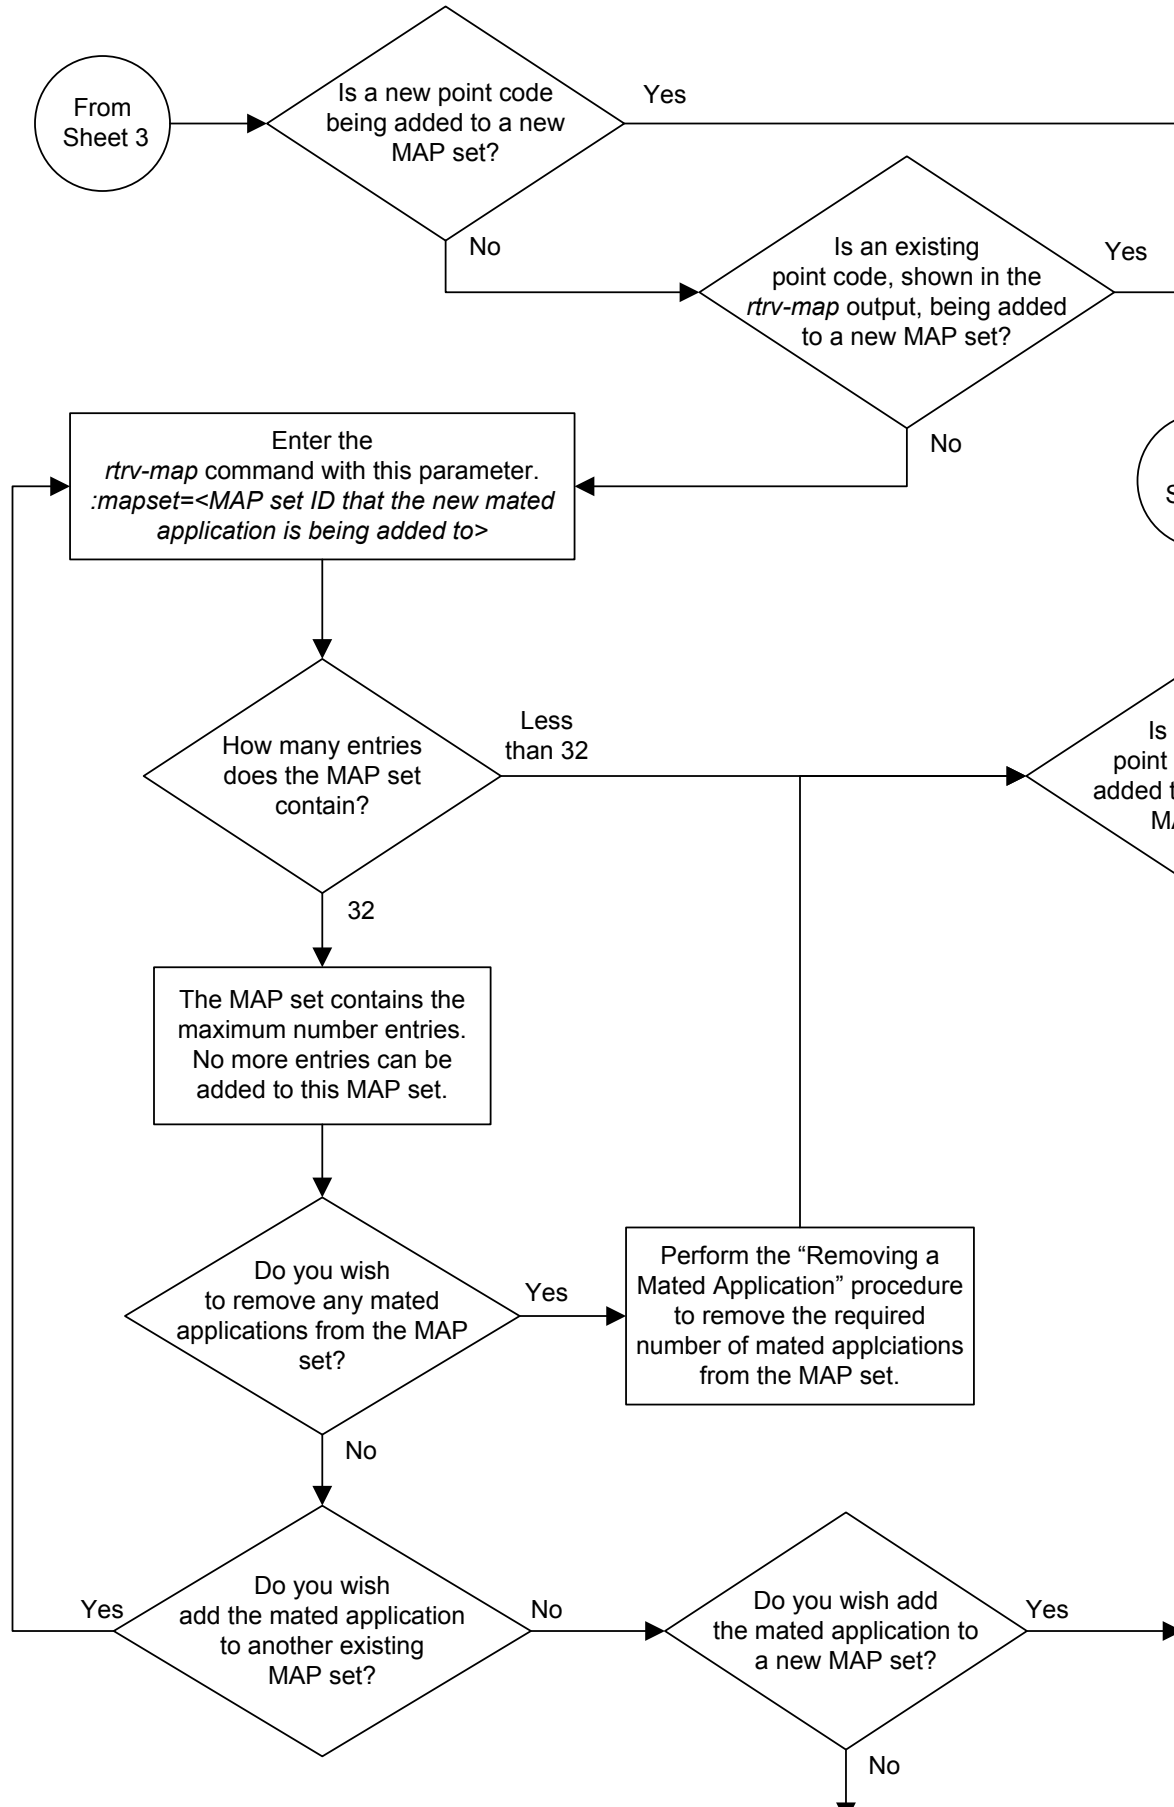 From
Sheet 3
Is a new point code
being added to a new
MAP set?
Yes
No
Is an existing
point code, shown in the
rtrv-map output, being added
to a new MAP set?
Yes
No
Enter the
rtrv-map command with this parameter.
:mapset=<MAP set ID that the new mated
application is being added to>
S
How many entries
does the MAP set
contain?
Less
than 32
32
Is
point
added
The MAP set contains the
maximum number entries.
No more entries can be
added to this MAP set.
Do you wish
to remove any mated
applications from the MAP
set?
Yes
No
Perform the “Removing a
Mated Application” procedure
to remove the required
number of mated applciations
from the MAP set.
Do you wish
add the mated application
to another existing
MAP set?
Yes
No
Do you wish add
the mated application to
a new MAP set?
Yes
No